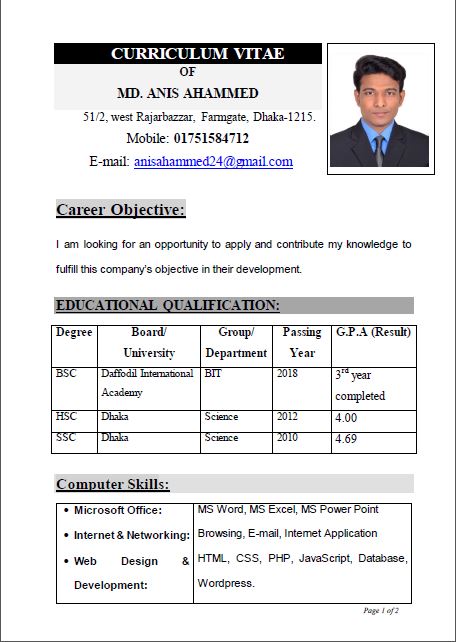 CURRICULUM VITAE
OF
MD. ANIS AHAMMED
51/2, west Rajarbazzar, Farmgate, Dhaka-1215.
Mobile: 01751584712
E-mail: anisahammed24@gmail.com
Career Objective:
I am looking for an opportunity to apply and contribute my knowledge to
fulfill this company's objective in their development.
EDUCATIONAL QUALIFICATION:
Degree Board/ Group/ Passing G.P.A (Result)
University Department Year
BSC Daffodil International BIT 2018 3rd year
Academy completed
HSC Dhaka Science 2012 4.00
SSC Dhaka Science 2010 4.69
Computer Skills:
• Microsoft Office: MS Word, MS Excel, MS Power Point
• Internet & Networking: Browsing, E-mail, Internet Application
• Web Design & HTML, CSS, PHP, JavaScript, Database,
Development: Wordpress.
Page 1 of 2